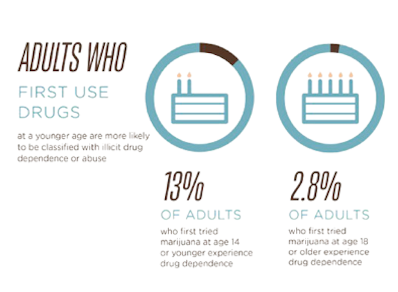 ADULTS WHO
FIRST USE
DRUGS
at a younger age are more likely
to be classified with illicit drug
dependence or abuse
13%
OF ADULTS
who first tried
marijuana at age 14
or younger experience
drug dependence
2.8%
OF ADULTS
who first tried
marijuana at age 18
or older experience
drug dependence